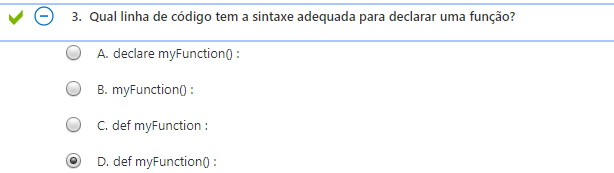 3. Qual linha de código tem a sintaxe adequada para declarar uma função?
A. declare myFunction() :
B. myFunction() :
C. def myFunction :
D. def myFunction() :